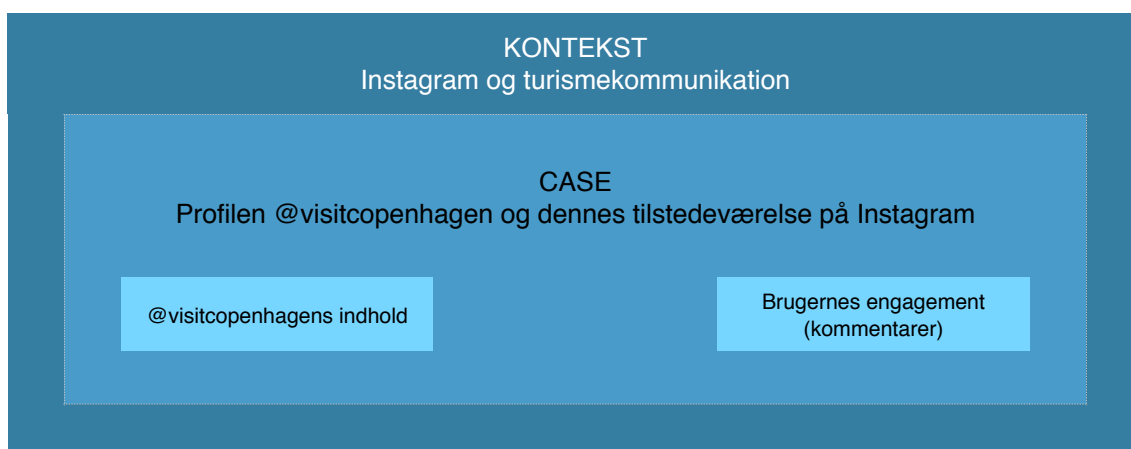 KONTEKST
Instagram og turismekommunikation
CASE
Profilen @visitcopenhagen og dennes tilstedeværelse på Instagram
@visitcopenhagens indhold
Brugernes engagement
(kommentarer)